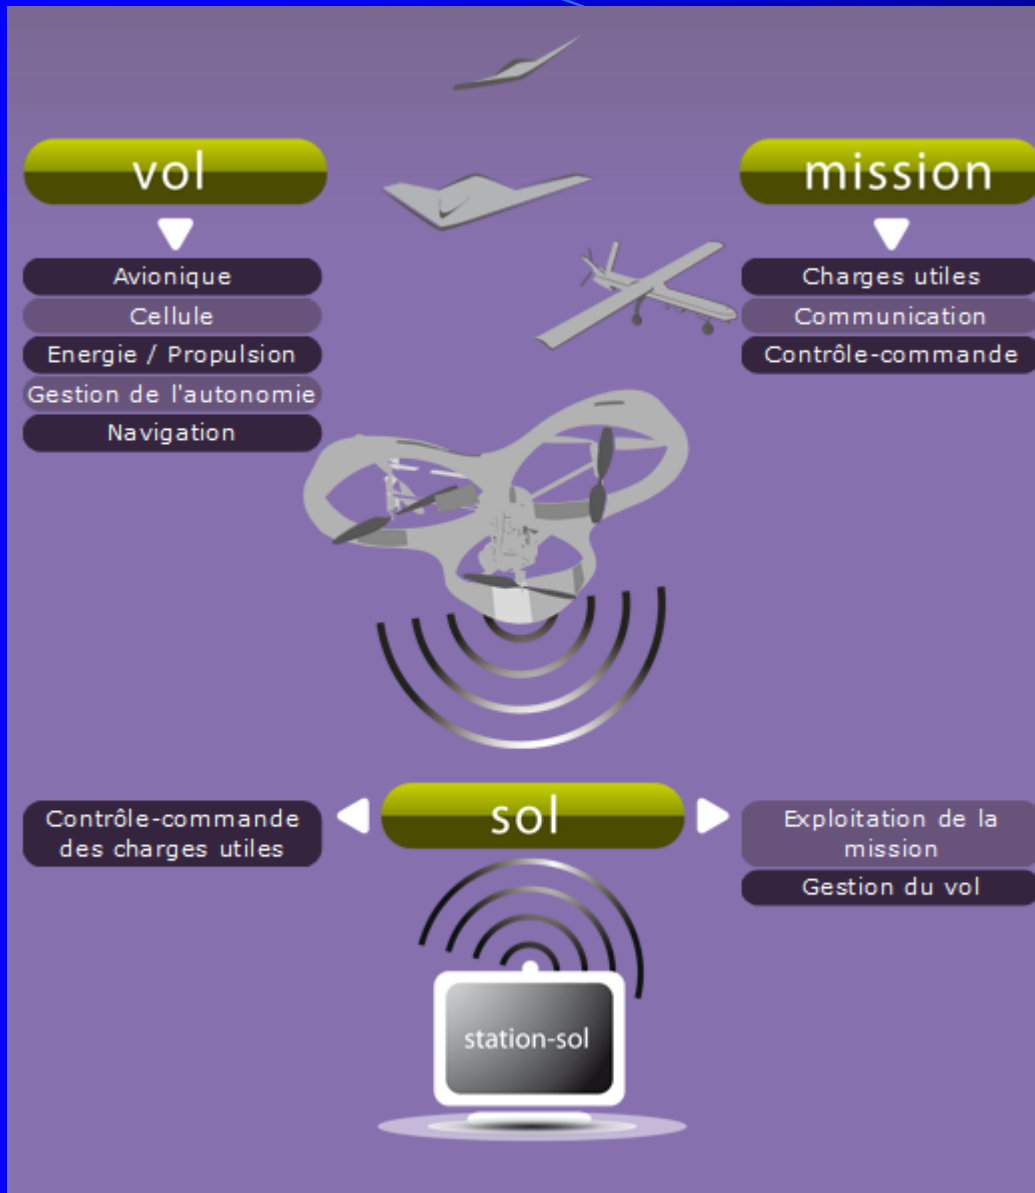 vol
Avionique
Cellule
Energie / Propulsion
Gestion de l'autonomie
Navigation
mission
Charges utiles
Communication
Contrôle-commande
sol
Contrôle-commande
des charges utiles
Exploitation de la
mission
Gestion du vol
station-sol